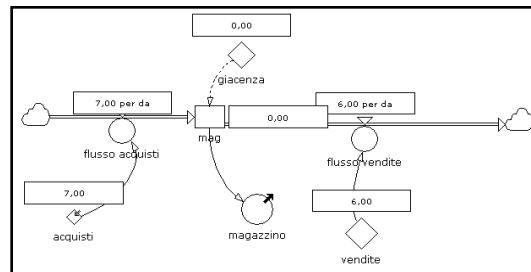 0,00
giacenza
7,00 per da
6,00 per da
0,00
mag
flusso acquisti
flusso vendite
7,00
6,00
acquisti
magazzino
vendite